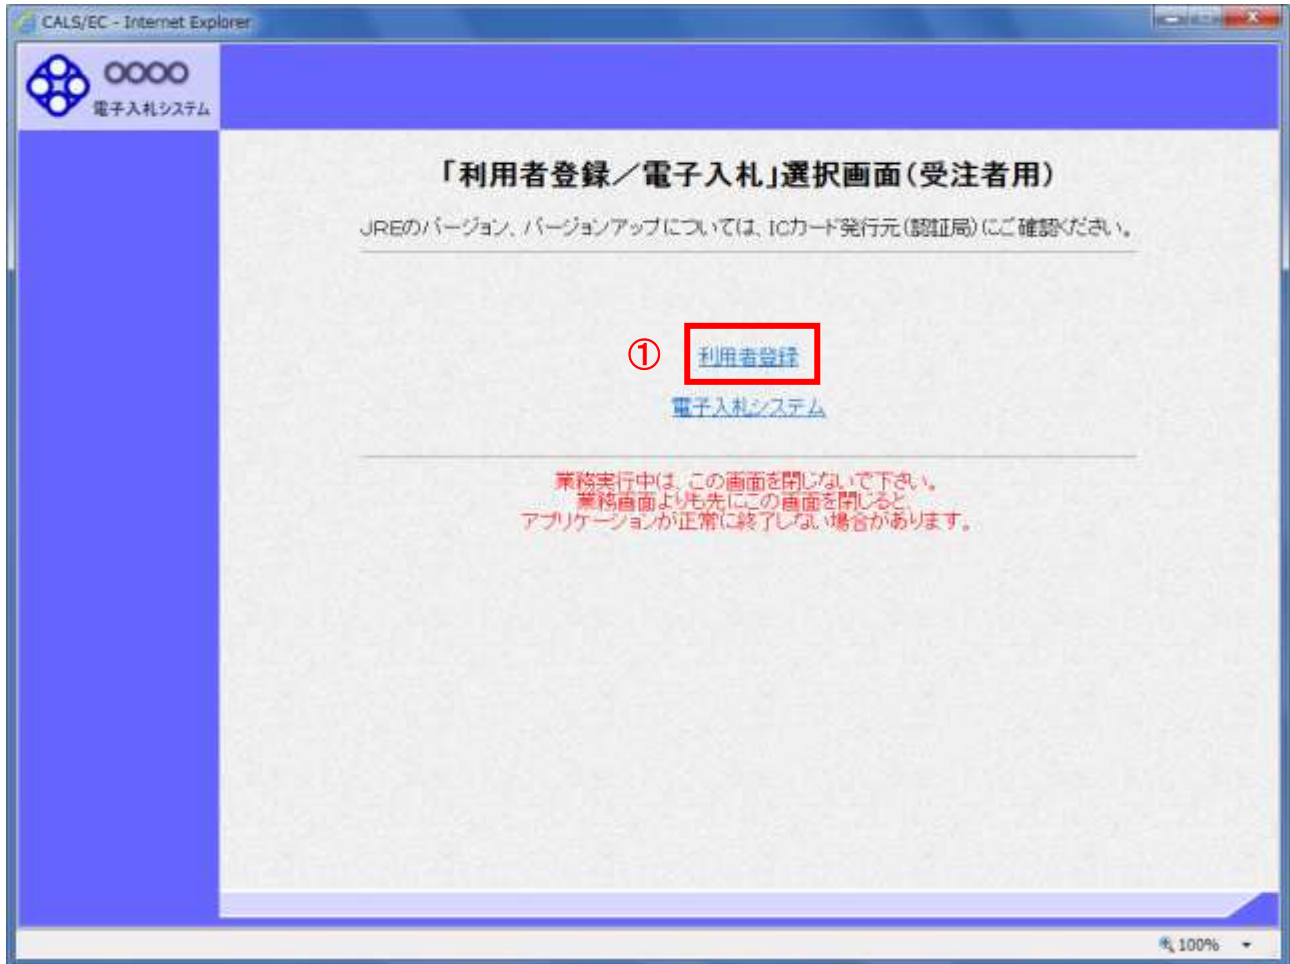 CALS/EC - Internet Explorer
○○○○
電子入札システム
「利用者登録／電子入札」選択画面（受注者用）
JREのバージョン、バージョンアップについては、ICカード発行元（認証局）にご確認ください。
① 利用者登録
電子入札システム
業務実行中は、この画面を閉じないで下さい。
業務画面よりも先にこの画面を閉じると
アプリケーションが正常に終了しない場合があります。
100%